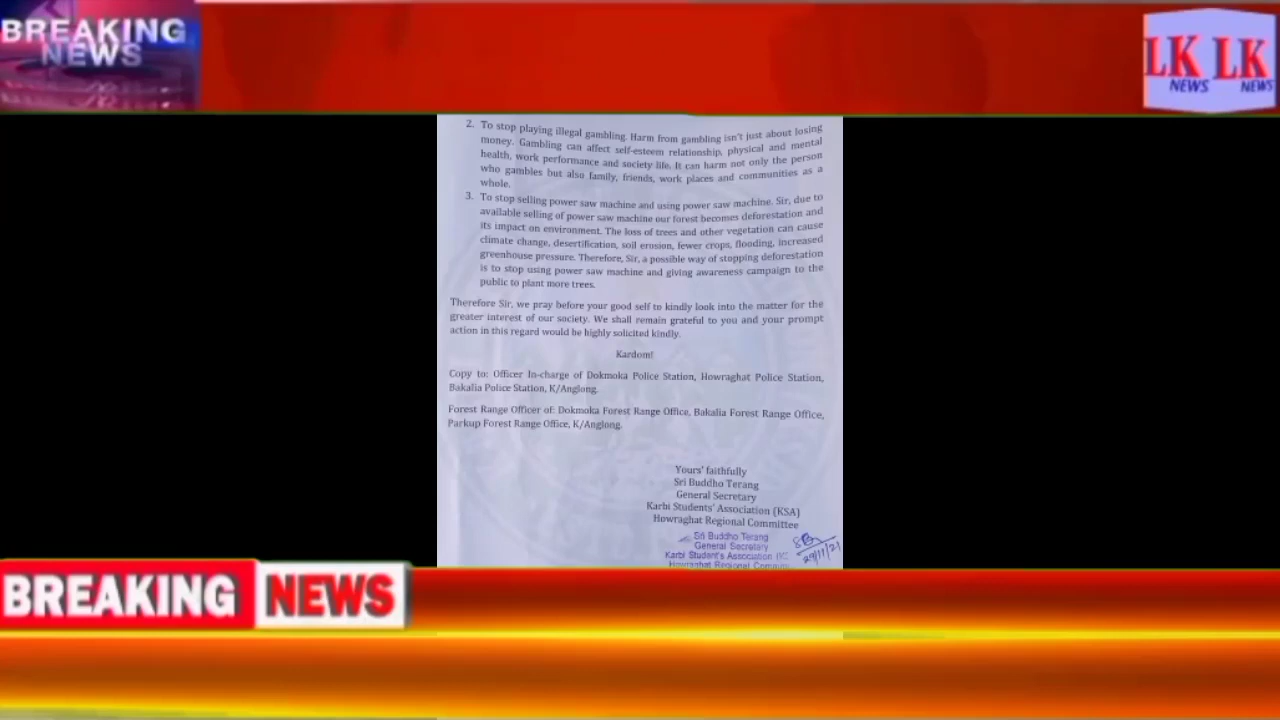 BREAKING
NEWS
LK LK
NEWS NEWS
2. To stop playing illegal gambling. Harm from gambling isn't just about losing
money. Gambling can affect self-esteem relationship, physical and mental
health, work performance and society life. It can harm not only the person
who gambles but also family, friends, work places and communities as a
whole.
3. To stop selling power saw machine and using power saw machine. Sir, due to
available selling of power saw machine our forest becomes deforestation and
its impact on environment. The loss of trees and other vegetation can cause
climate change, desertification, soil erosion, fewer crops, flooding, increased
greenhouse pressure. Therefore, Sir, a possible way of stopping deforestation
is to stop using power saw machine and giving awareness campaign to the
public to plant more trees.
Therefore Sir, we pray before your good self to kindly look into the matter for the
greater interest of our society. We shall remain grateful to you and your prompt
action in this regard would be highly solicited kindly.
Kardom!
Copy to: Officer In-charge of Dokmoka Police Station, Howraghat Police Station,
Bakalia Police Station, K/Anglong.
Forest Range Officer of: Dokmoka Forest Range Office, Bakalia Forest Range Office,
Parkup Forest Range Office, K/Anglong.
Yours' faithfully
Sri Buddho Terang
General Secretary
Karbi Students' Association (KSA)
Howraghat Regional Committee
Sri Buddho Terang
General Secretary
Karbi Student's Association
Howraghat Regional
29/11/21
BREAKING NEWS